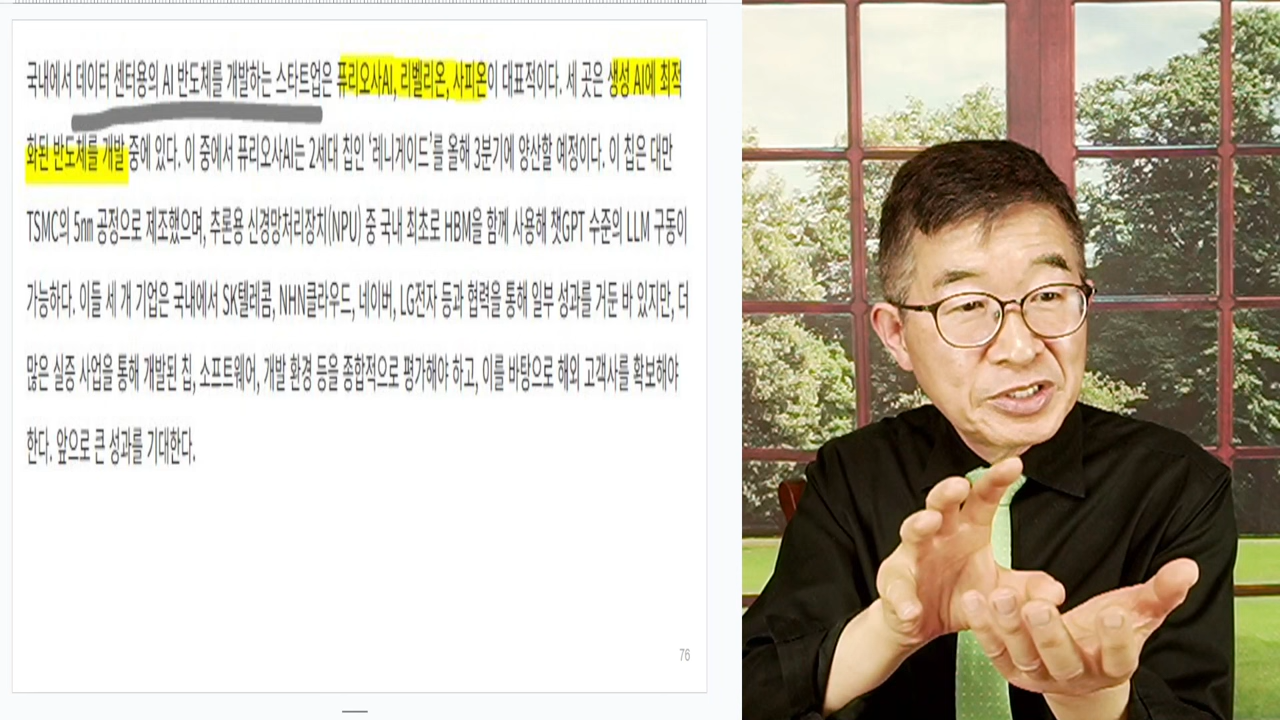 국내에서 데이터 센터용의 AI 반도체를 개발하는 스타트업은 퓨리오사AI, 리벨리온, 사피온이 대표적이다. 세 곳은 생성 AI에 최적
화된 반도체를 개발 중에 있다. 이 중에서 퓨리오사AI는 2세대 칩인 ‘레니게이드’를 올해 3분기에 양산할 예정이다. 이 칩은 대만
TSMC의 5㎚ 공정으로 제조했으며, 추론용 신경망처리장치(NPU) 중 국내 최초로 HBM을 함께 사용해 챗GPT 수준의 LLM 구동이
가능하다. 이들 세 개 기업은 국내에서 SK텔레콤, NHN클라우드, 네이버, LG전자 등과 협력을 통해 일부 성과를 거둔 바 있지만, 더
많은 실증 사업을 통해 개발된 칩, 소프트웨어, 개발 환경 등을 종합적으로 평가해야 하고, 이를 바탕으로 해외 고객사를 확보해야
한다. 앞으로 큰 성과를 기대한다.
76